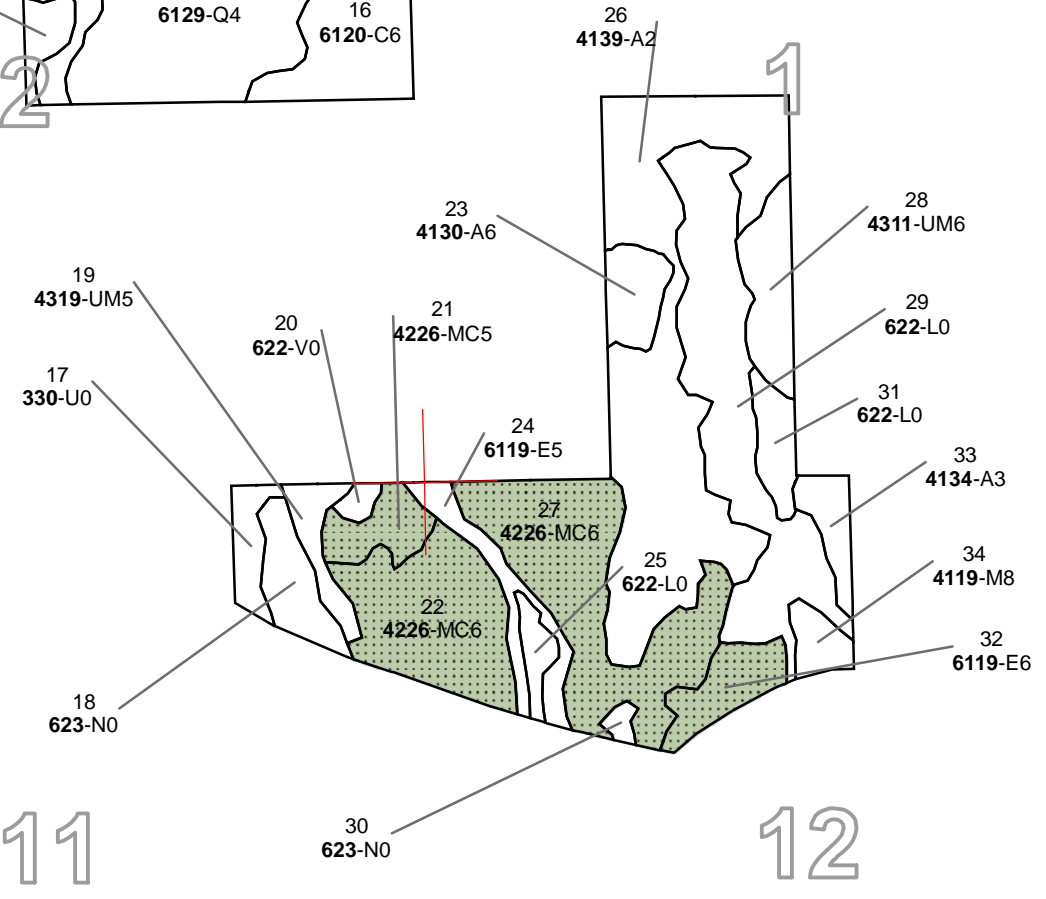 6129-Q4
16
6120-C6
26
4139-A2
2
1
23
4130-A6
28
4311-UM6
19
4319-UM5
20
622-V0
21
4226-MC5
29
622-L0
17
330-U0
24
6119-E5
31
622-L0
33
4134-A3
27
4226-MC6
25
622-L0
34
4119-M8
22
4226-MC6
32
6119-E6
18
623-N0
30
623-N0
11
12